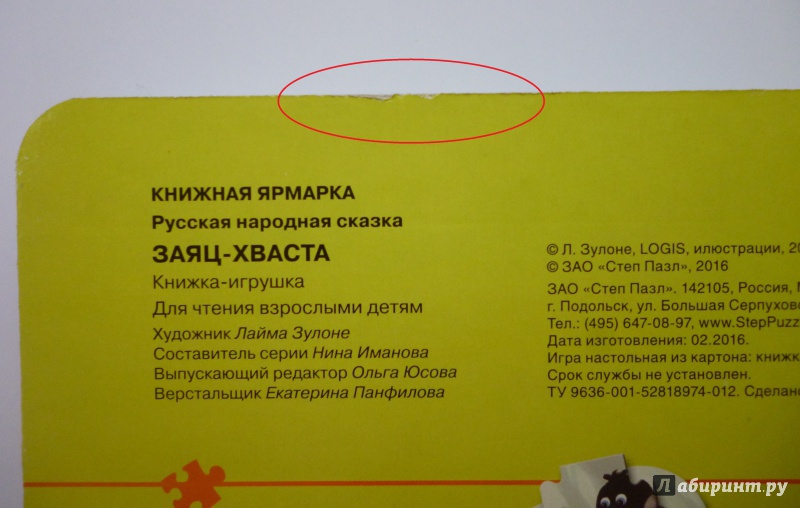 КНИЖНАЯ ЯРМАРКА
Русская народная сказка
ЗАЯЦ-ХВАСТА
Книжка-игрушка
Для чтения взрослыми детям
Художник Лайма Зулоне
Составитель серии Нина Иманова
Выпускающий редактор Ольга Юсова
Верстальщик Екатерина Панфилова
© Л. Зулоне, LOGIS, илюстрации, 20
© ЗАО «Степ Пазл», 2016
ЗАО «Степ Пазл». 142105, Россия,
г. Подольск, ул. Большая Серпухов
Тел.: (495) 647-08-97, www.StepPuzz
Дата изготовления: 02.2016.
Игра настольная из картона: книжк
Срок службы не установлен.
ТУ 9636-001-52818974-012. Сделано
Лабиринт.ру